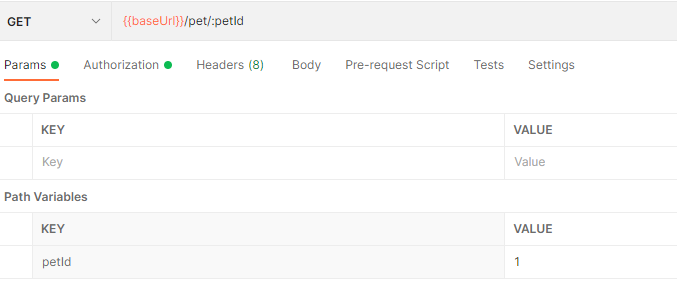 GET {{baseUrl}}/pet/:petId
Params Authorization Headers (8) Body Pre-request Script Tests Settings
Query Params
KEY VALUE
Key Value
Path Variables
KEY VALUE
petId 1